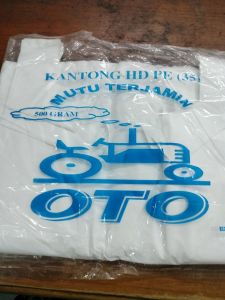 KANTONG HD PE (35)
MUTU TERJAMIN
500 GRAM
OTO